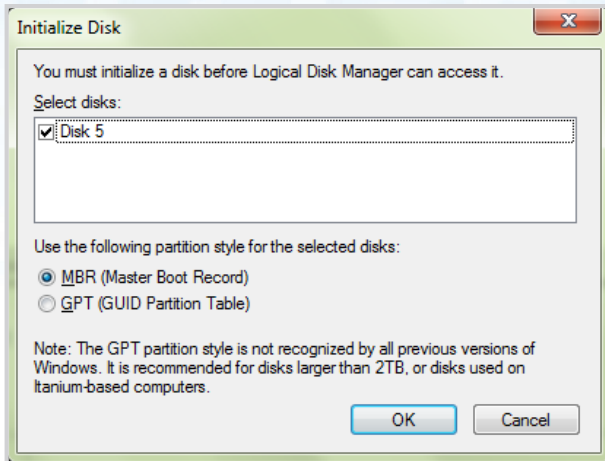 Initialize Disk
You must initialize a disk before Logical Disk Manager can access it.
Select disks:
Disk 5
Use the following partition style for the selected disks:
MBR (Master Boot Record)
GPT (GUID Partition Table)
Note: The GPT partition style is not recognized by all previous versions of
Windows. It is recommended for disks larger than 2TB, or disks used on
Itanium-based computers.
OK Cancel